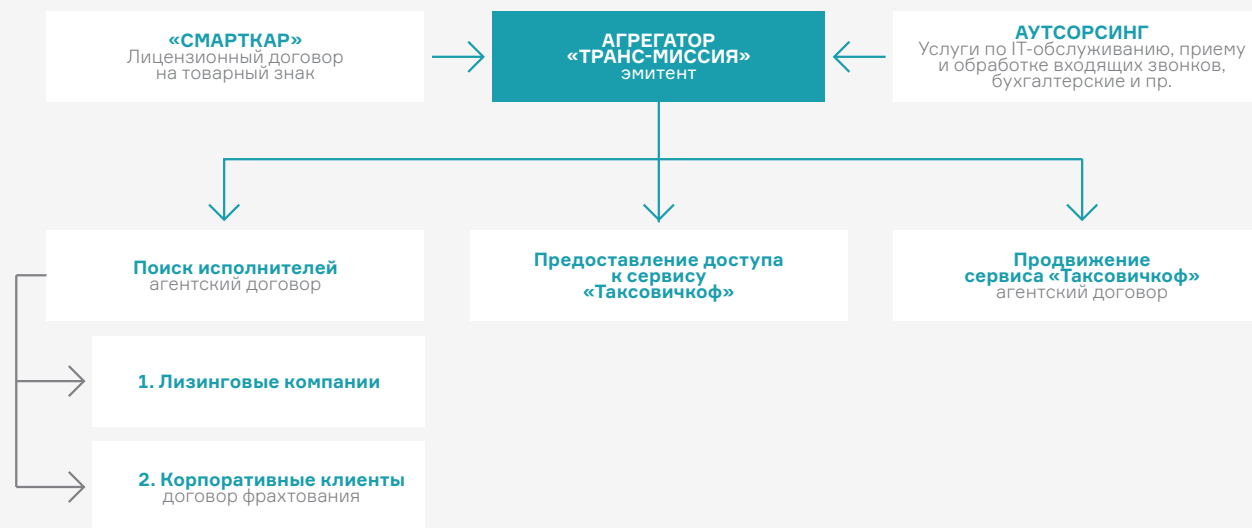 «СМАРТКАР»
Лицензионный договор
на товарный знак
АГРЕГАТОР
«ТРАНС-МИССИЯ»
эмитент
АУТСОРСИНГ
Услуги по IT-обслуживанию, приему
и обработке входящих звонков,
бухгалтерские и пр.
Поиск исполнителей
агентский договор
Предоставление доступа
к сервису
«Таксовичкоф»
Продвижение
сервиса «Таксовичкоф»
агентский договор
1. Лизинговые компании
2. Корпоративные клиенты
договор фрахтования